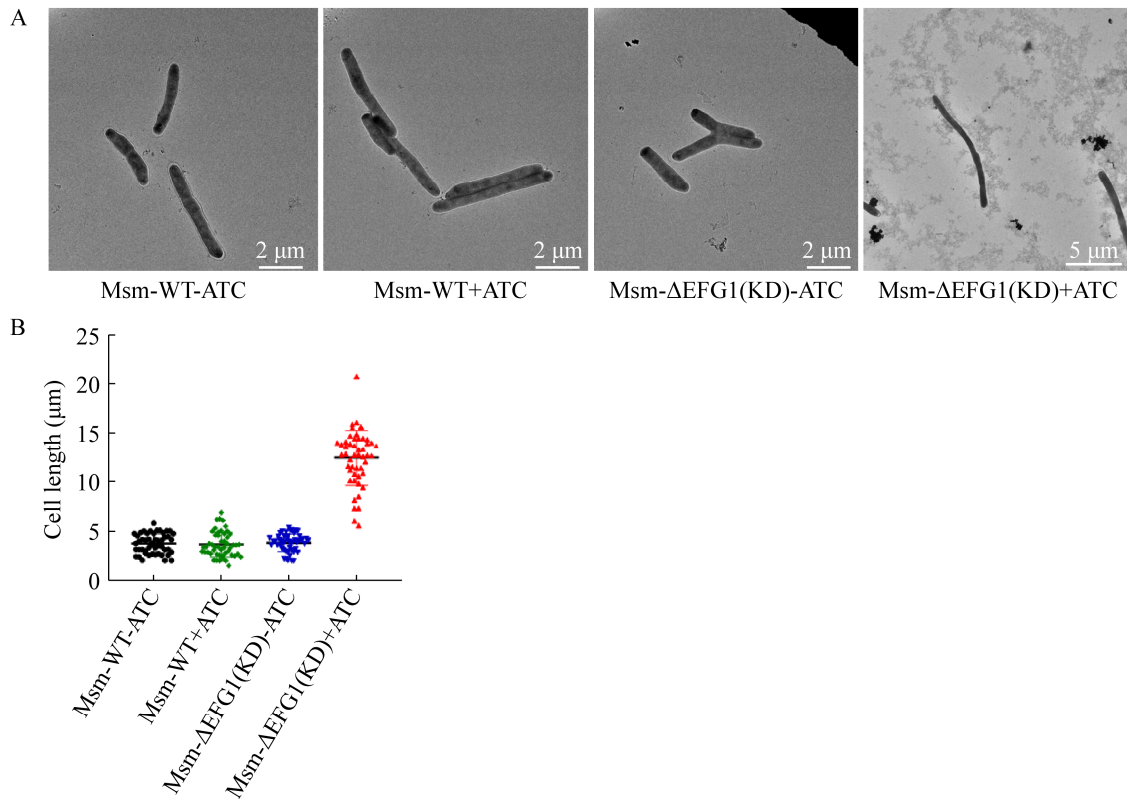 A
2 μm
2 μm
2 μm
5 μm
Msm-WT-ATC
Msm-WT+ATC
Msm-ΔEFG1(KD)-ATC
Msm-ΔEFG1(KD)+ATC
B
25
20
15
10
5
0
Cell length (μm)
Msm-WT-ATC
Msm-WT+ATC
Msm-ΔEFG1(KD)-ATC
Msm-ΔEFG1(KD)+ATC